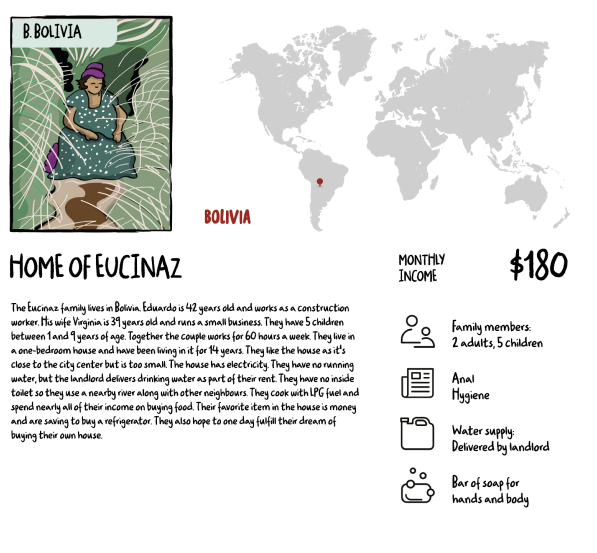 B. BOLIVIA
BOLIVIA
HOME OF EUCINAZ
MONTHLY
INCOME
$180
The Eucinaz family lives in Bolivia. Eduardo is 42 years old and works as a construction
worker. His wife Virginia is 39 years old and runs a small business. They have 5 children
between 1 and 9 years of age. Together the couple works for 60 hours a week. They live in
a one-bedroom house and have been living in it for 14 years. They like the house as it's
close to the city center but is too small. The house has electricity. They have no running
water, but the landlord delivers drinking water as part of their rent. They have no inside
toilet so they use a nearby river along with other neighbours. They cook with LPG fuel and
spend nearly all of their income on buying food. Their favorite item in the house is money
and are saving to buy a refrigerator. They also hope to one day fulfill their dream of
buying their own house.
Family members:
2 adults, 5 children
Anal
Hygiene
Water supply:
Delivered by landlord
Bar of soap for
hands and body